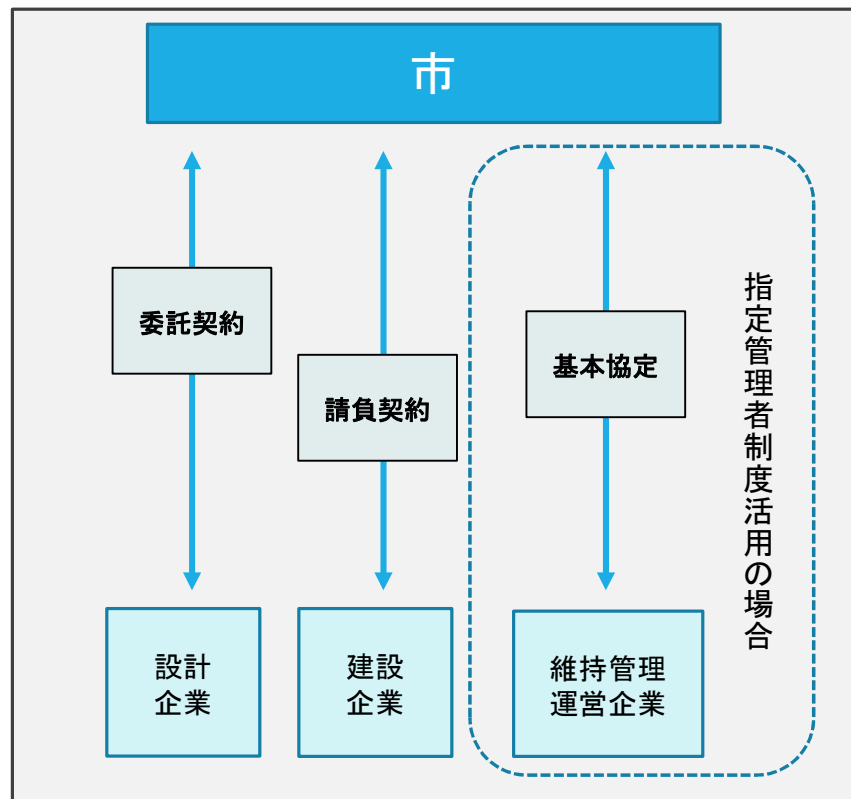 市
委託契約
請負契約
基本協定
指定管理者制度活用の場合
設計
企業
建設
企業
維持管理
運営企業